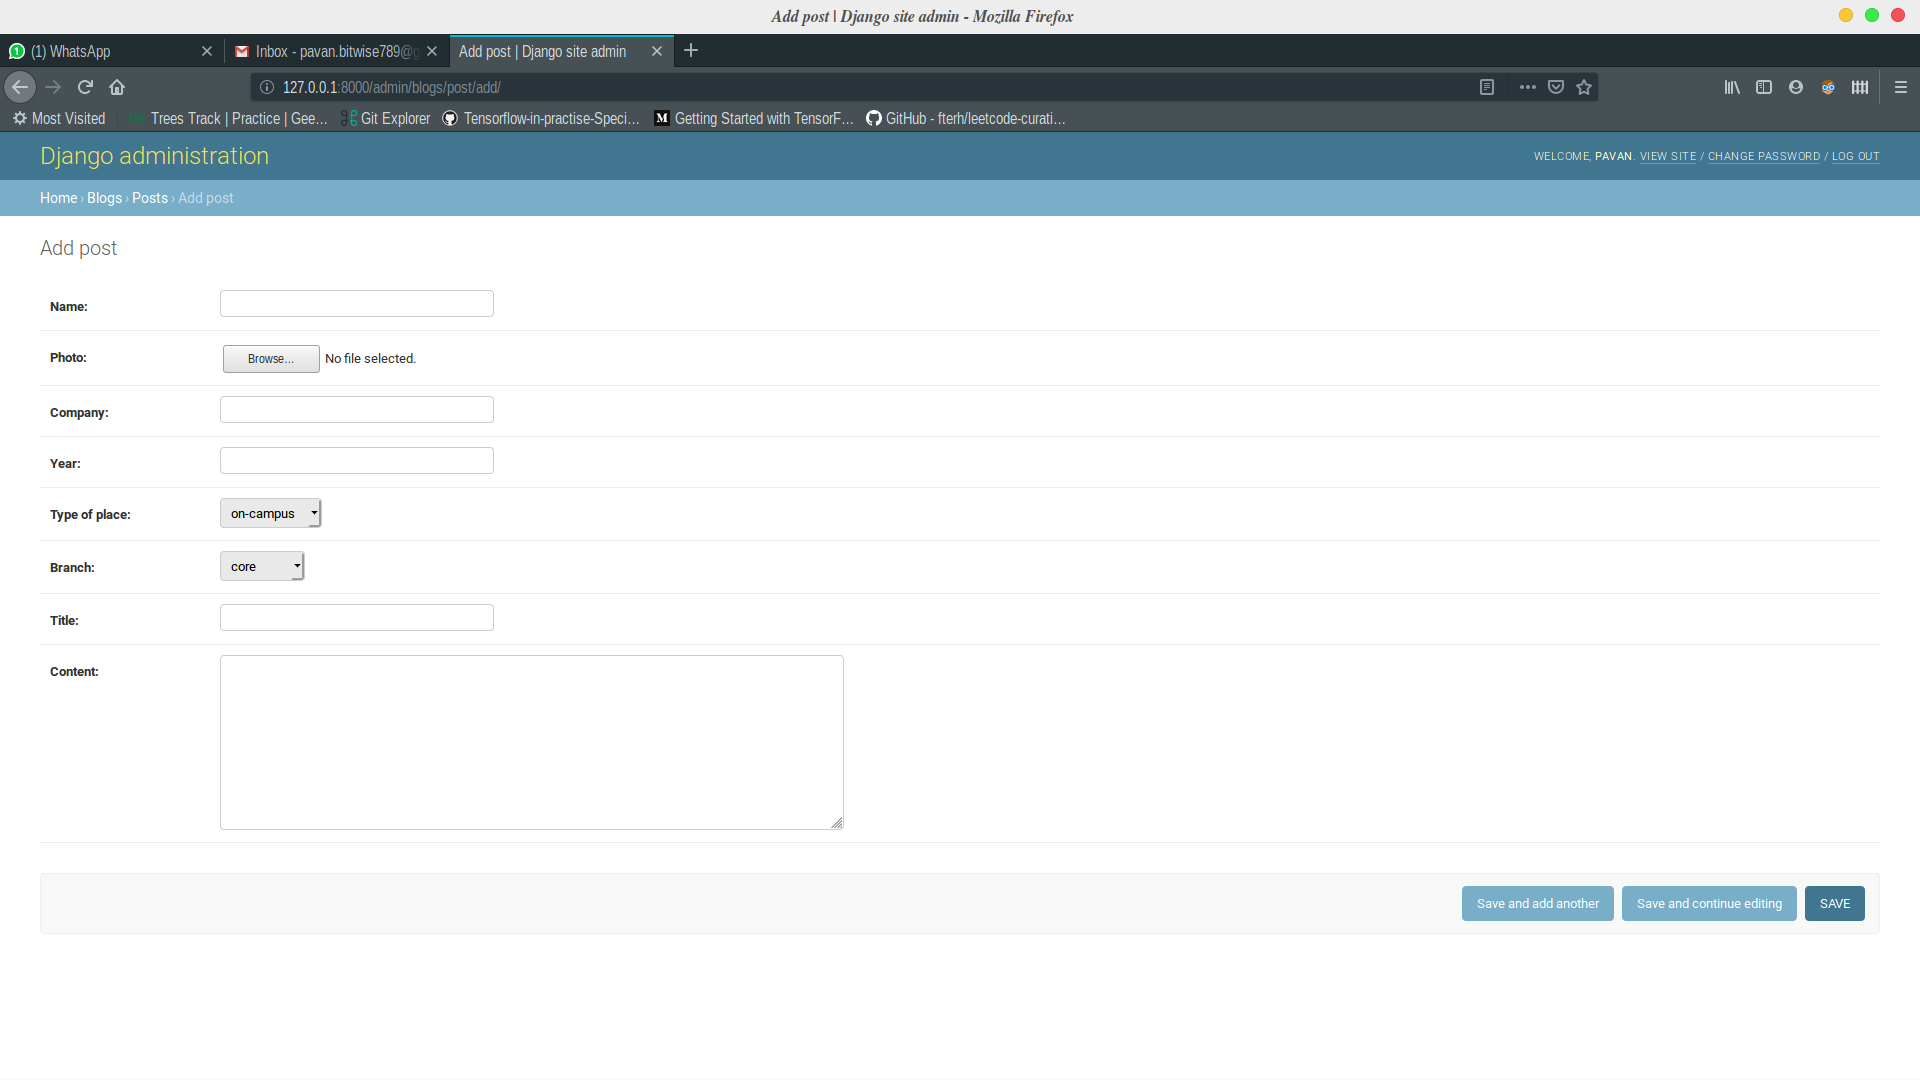 Add post | Django site admin - Mozilla Firefox
(1) WhatsApp
Inbox - pavan.bitwise789@g
Add post | Django site admin
127.0.0.1:8000/admin/blogs/post/add/
Most Visited
Trees Track | Practice | Gee...
Git Explorer
Tensorflow-in-practise-Speci...
M Getting Started with TensorF...
GitHub - fterh/leetcode-curati...
Django administration
WELCOME, PAVAN. VIEW SITE / CHANGE PASSWORD / LOG OUT
Home › Blogs › Posts › Add post
Add post
Name:
Photo: Browse... No file selected.
Company:
Year:
Type of place: on-campus
Branch: core
Title:
Content:
Save and add another
Save and continue editing
SAVE